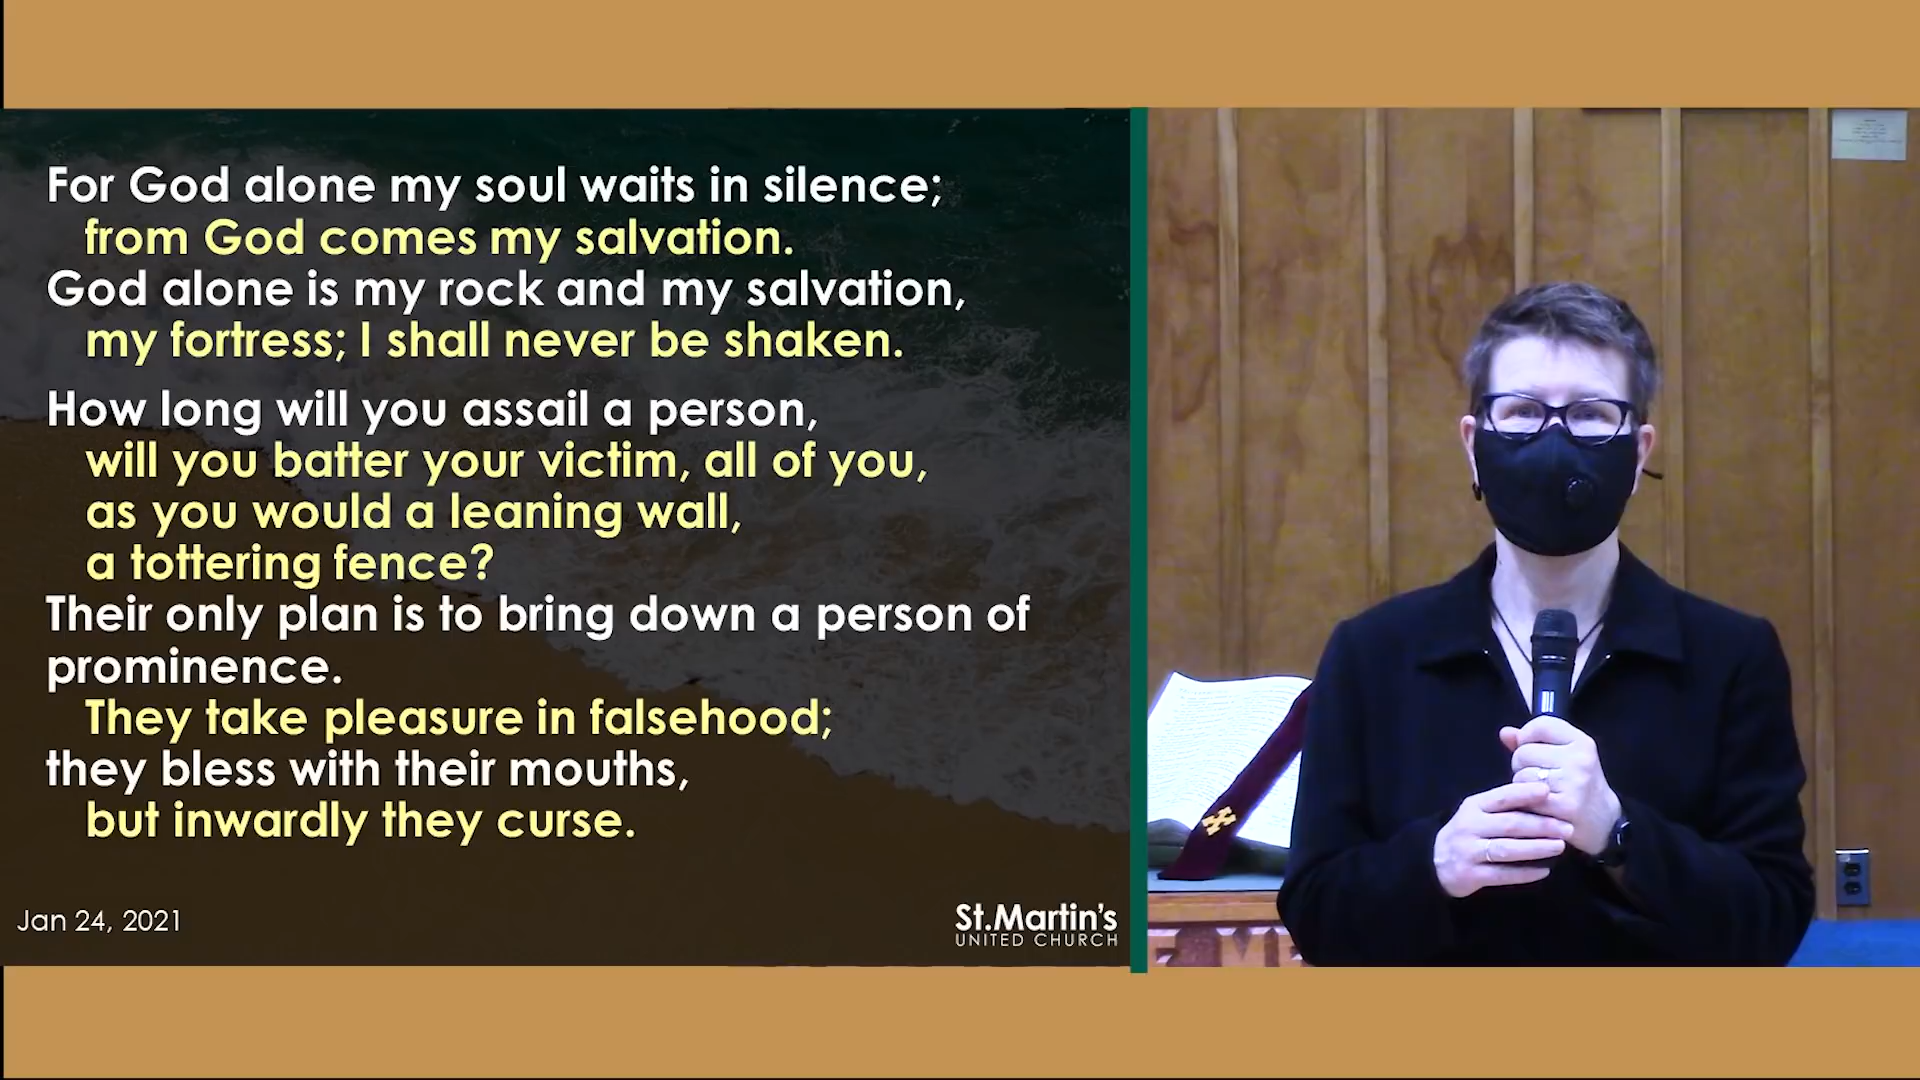 For God alone my soul waits in silence;
from God comes my salvation.
God alone is my rock and my salvation,
my fortress; I shall never be shaken.
How long will you assail a person,
will you batter your victim, all of you,
as you would a leaning wall,
a tottering fence?
Their only plan is to bring down a person of
prominence.
They take pleasure in falsehood;
they bless with their mouths,
but inwardly they curse.
Jan 24, 2021
St.Martin's
UNITED CHURCH